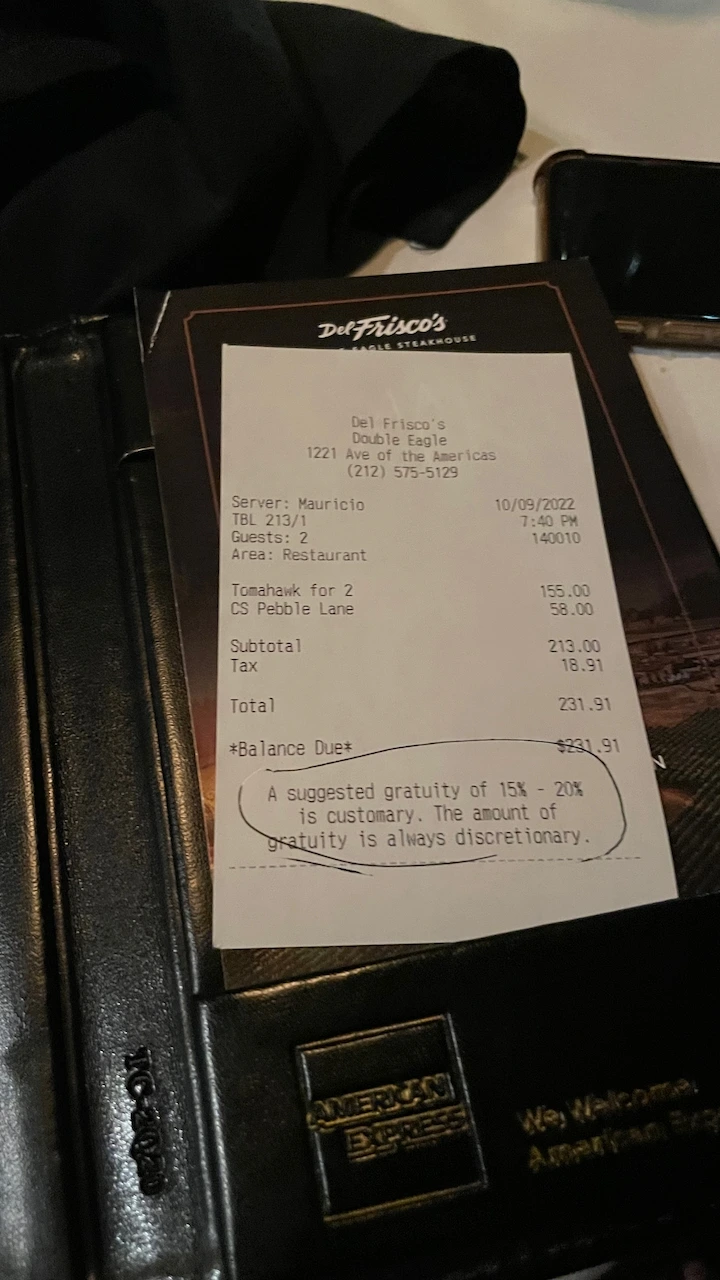 Del Frisco's
EAGLE STEAKHOUSE
Del Frisco's
Double Eagle
1221 Ave of the Americas
(212) 575-5129
Server: Mauricio 10/09/2022
TBL 213/1 7:40 PM
Guests: 2 140010
Area: Restaurant
Tomahawk for 2 155.00
CS Pebble Lane 58.00
Subtotal 213.00
Tax 18.91
Total 231.91
*Balance Due* $231.91
A suggested gratuity of 15% - 20%
is customary. The amount of
gratuity is always discretionary.
AMERICAN
EXPRESS
We Welcome
American